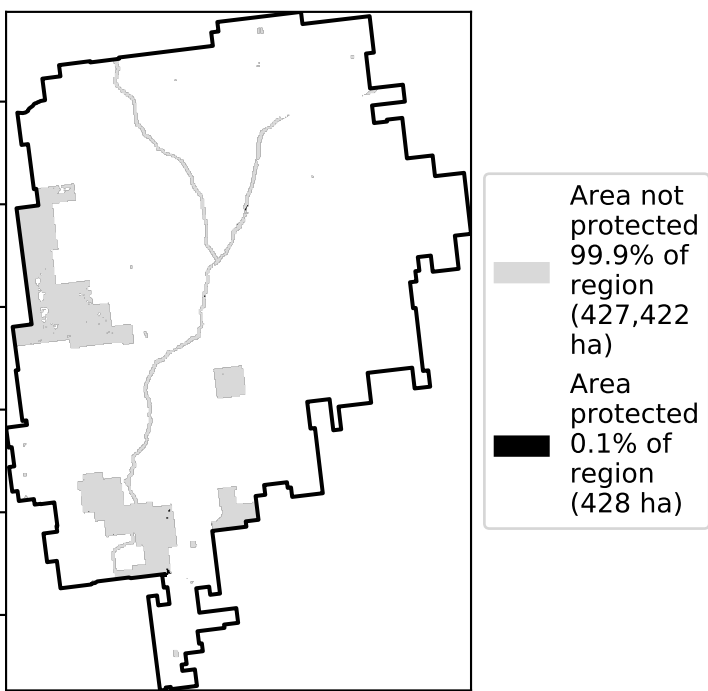 Area not
protected
99.9% of
region
(427,422
ha)
Area
protected
0.1% of
region
(428 ha)